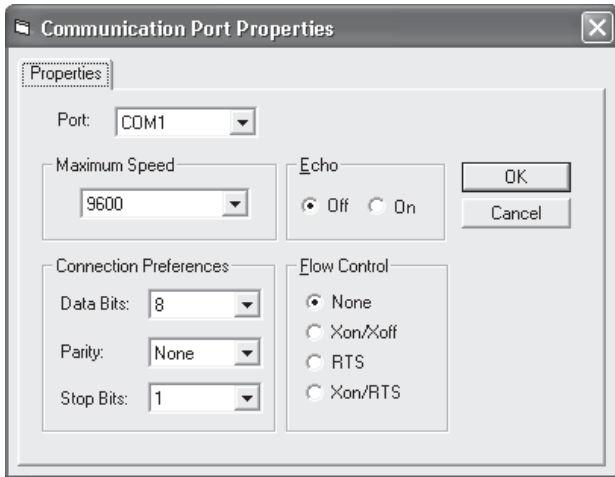 Communication Port Properties
Properties
Port: COM1
Maximum Speed
9600
Echo
Off On
OK
Cancel
Connection Preferences
Data Bits: 8
Parity: None
Stop Bits: 1
Flow Control
None
Xon/Xoff
RTS
Xon/RTS